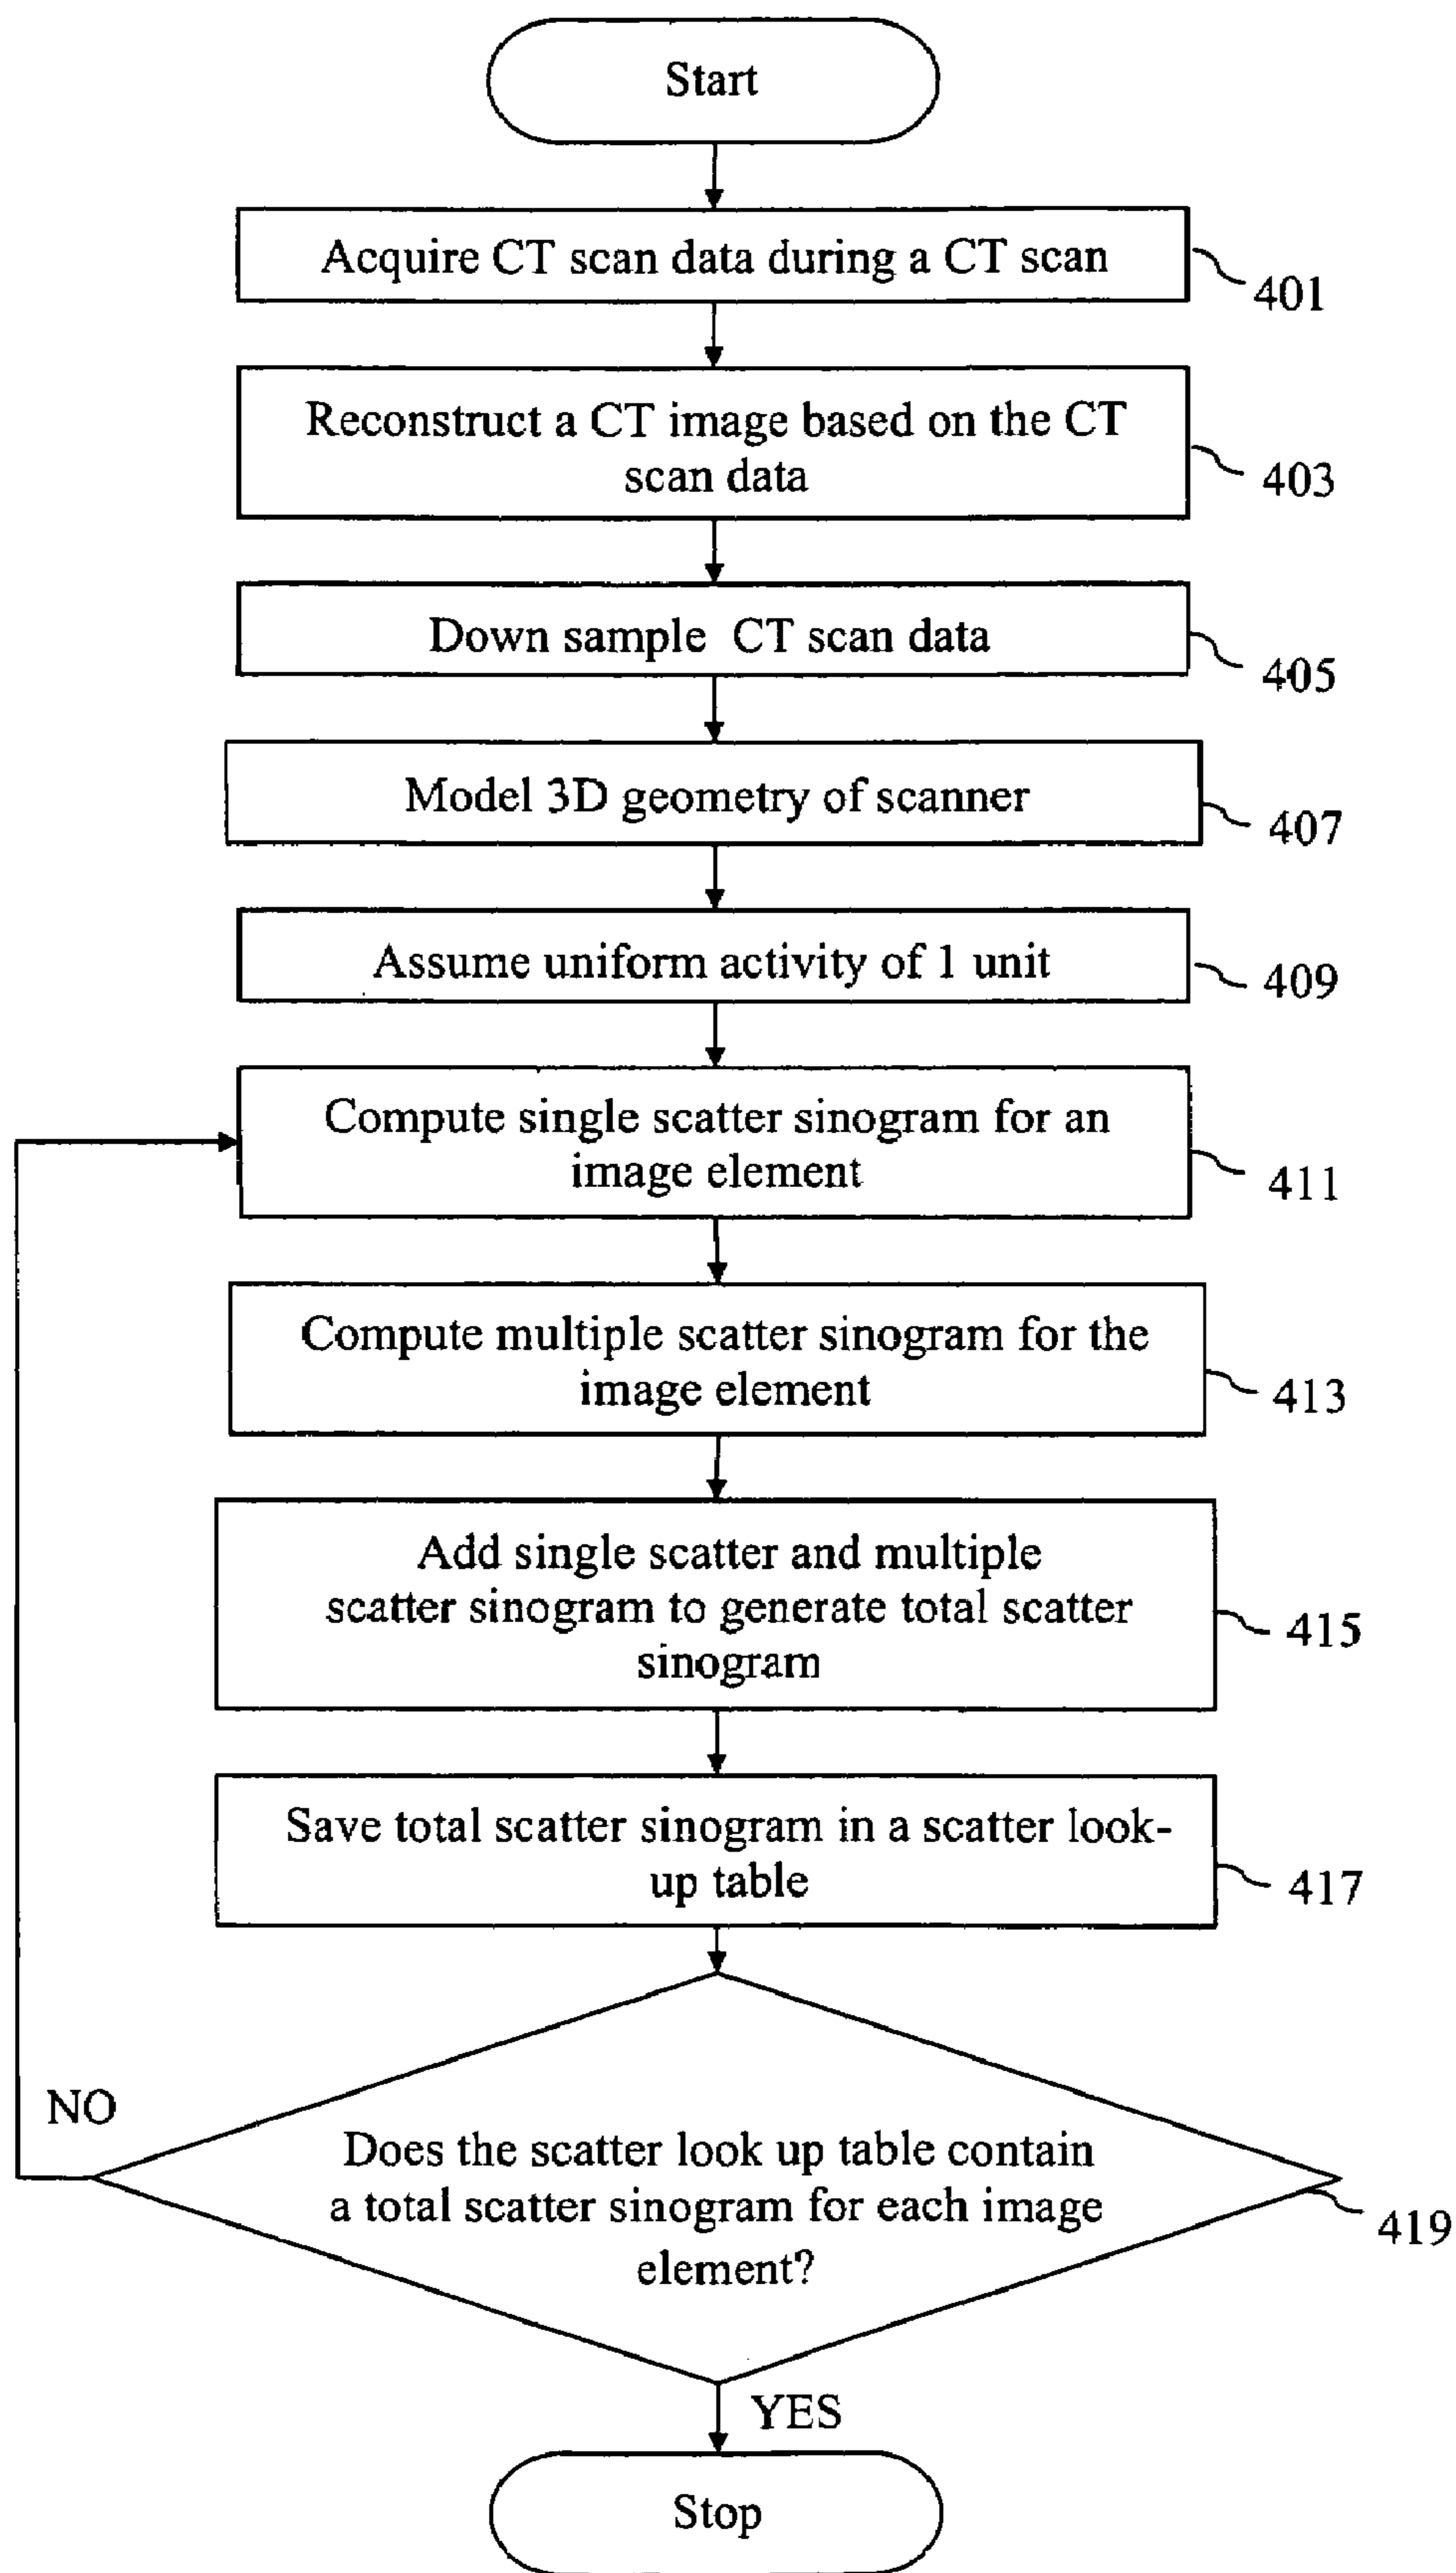 Start
Acquire CT scan data during a CT scan
401
Reconstruct a CT image based on the CT
scan data
403
Down sample CT scan data
405
Model 3D geometry of scanner
407
Assume uniform activity of 1 unit
409
Compute single scatter sinogram for an
image element
411
Compute multiple scatter sinogram for the
image element
413
Add single scatter and multiple
scatter sinogram to generate total scatter
sinogram
415
Save total scatter sinogram in a scatter look-
up table
417
NO
Does the scatter look up table contain
a total scatter sinogram for each image
element?
419
YES
Stop